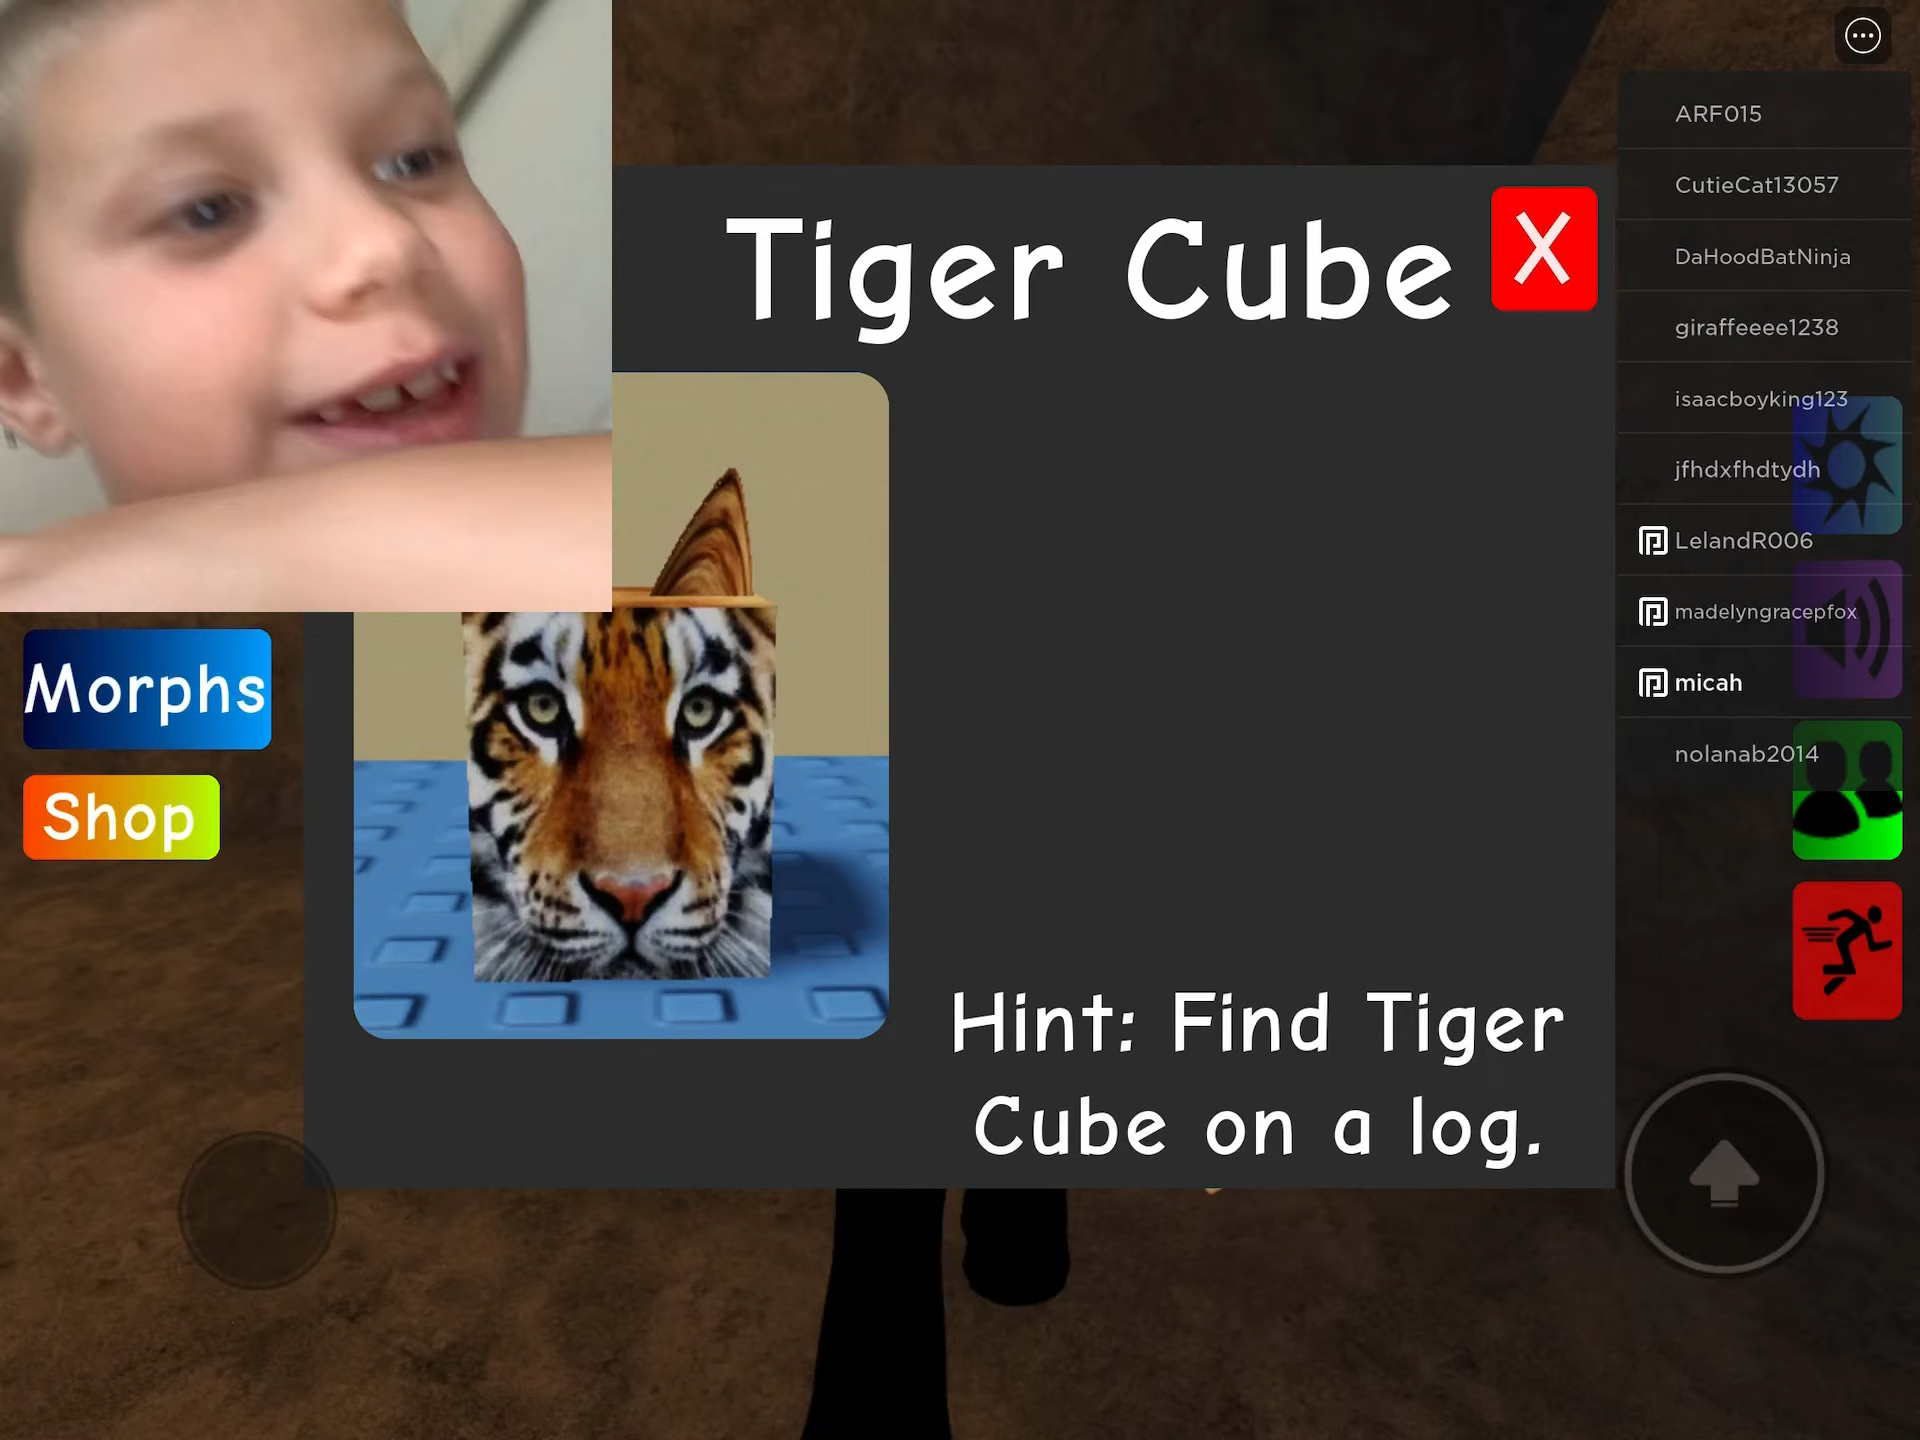 Tiger Cube
X
Hint: Find Tiger
Cube on a log.
Morphs
Shop
ARF015
CutieCat13057
DaHoodBatNinja
giraffeeee1238
isaacboyking123
jfhdxfhdtydh
LelandR006
madelyngracepfox
micah
nolanab2014